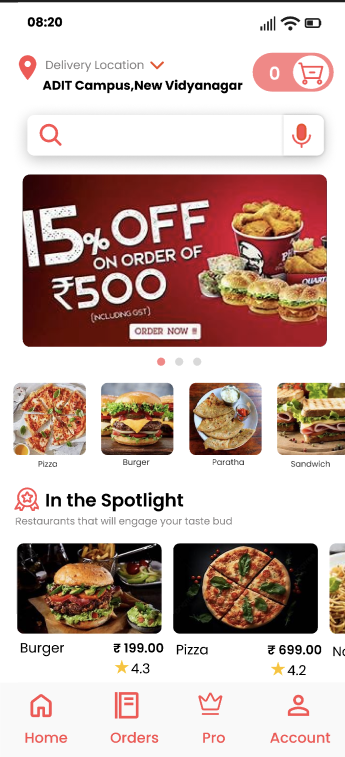 08:20
Delivery Location
ADIT Campus,New Vidyanagar
0
15% OFF
ON ORDER OF
₹500
(INCLUDING GST)
ORDER NOW !!
Pizza
Burger
Paratha
Sandwich
In the Spotlight
Restaurants that will engage your taste bud
Burger
₹ 199.00
4.3
Pizza
₹ 699.00
4.2
Home
Orders
Pro
Account